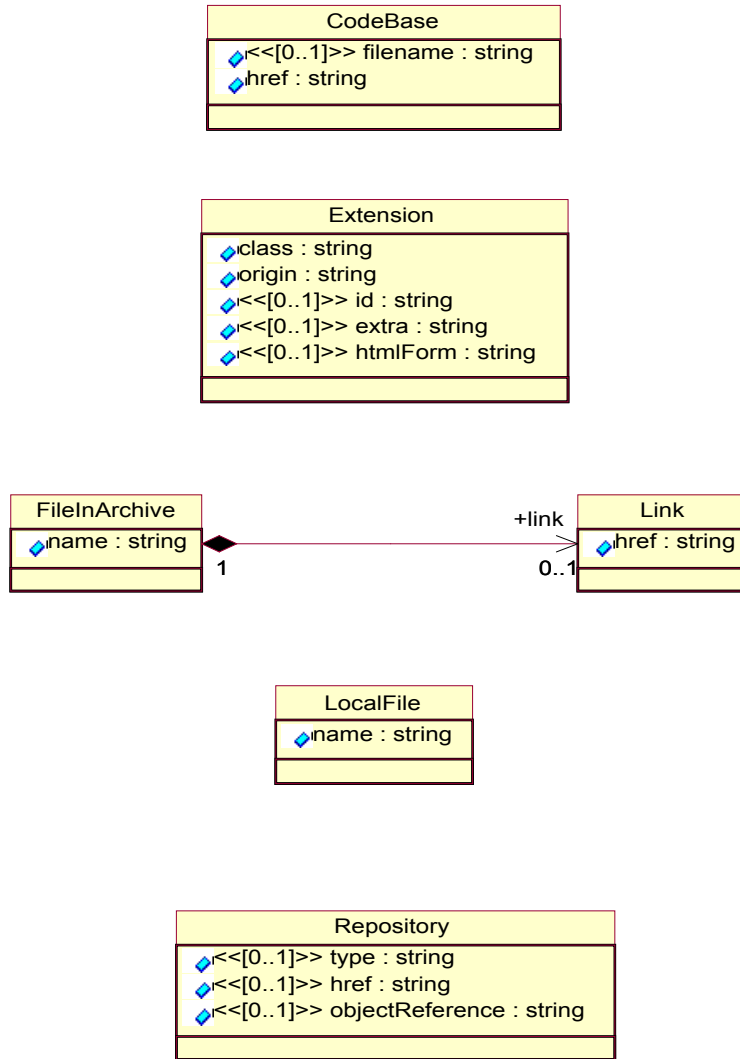 CodeBase
<<[0..1]>> filename : string
href : string
Extension
class : string
origin : string
<<[0..1]>> id : string
<<[0..1]>> extra : string
<<[0..1]>> htmlForm : string
FileInArchive
name : string
1
+link
0..1
Link
href : string
LocalFile
name : string
Repository
<<[0..1]>> type : string
<<[0..1]>> href : string
<<[0..1]>> objectReference : string